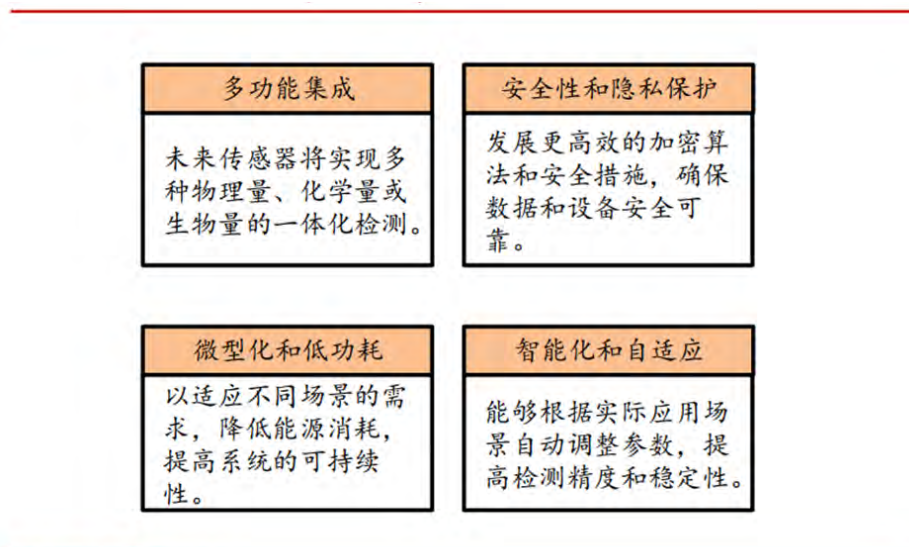 多功能集成
未来传感器将实现多
种物理量、化学量或
生物量的一体化检测。
安全性和隐私保护
发展更高效的加密算
法和安全措施，确保
数据和设备安全可
靠。
微型化和低功耗
以适应不同场景的需
求，降低能源消耗，
提高系统的可持续
性。
智能化和自适应
能够根据实际应用场
景自动调整参数，提
高检测精度和稳定性。